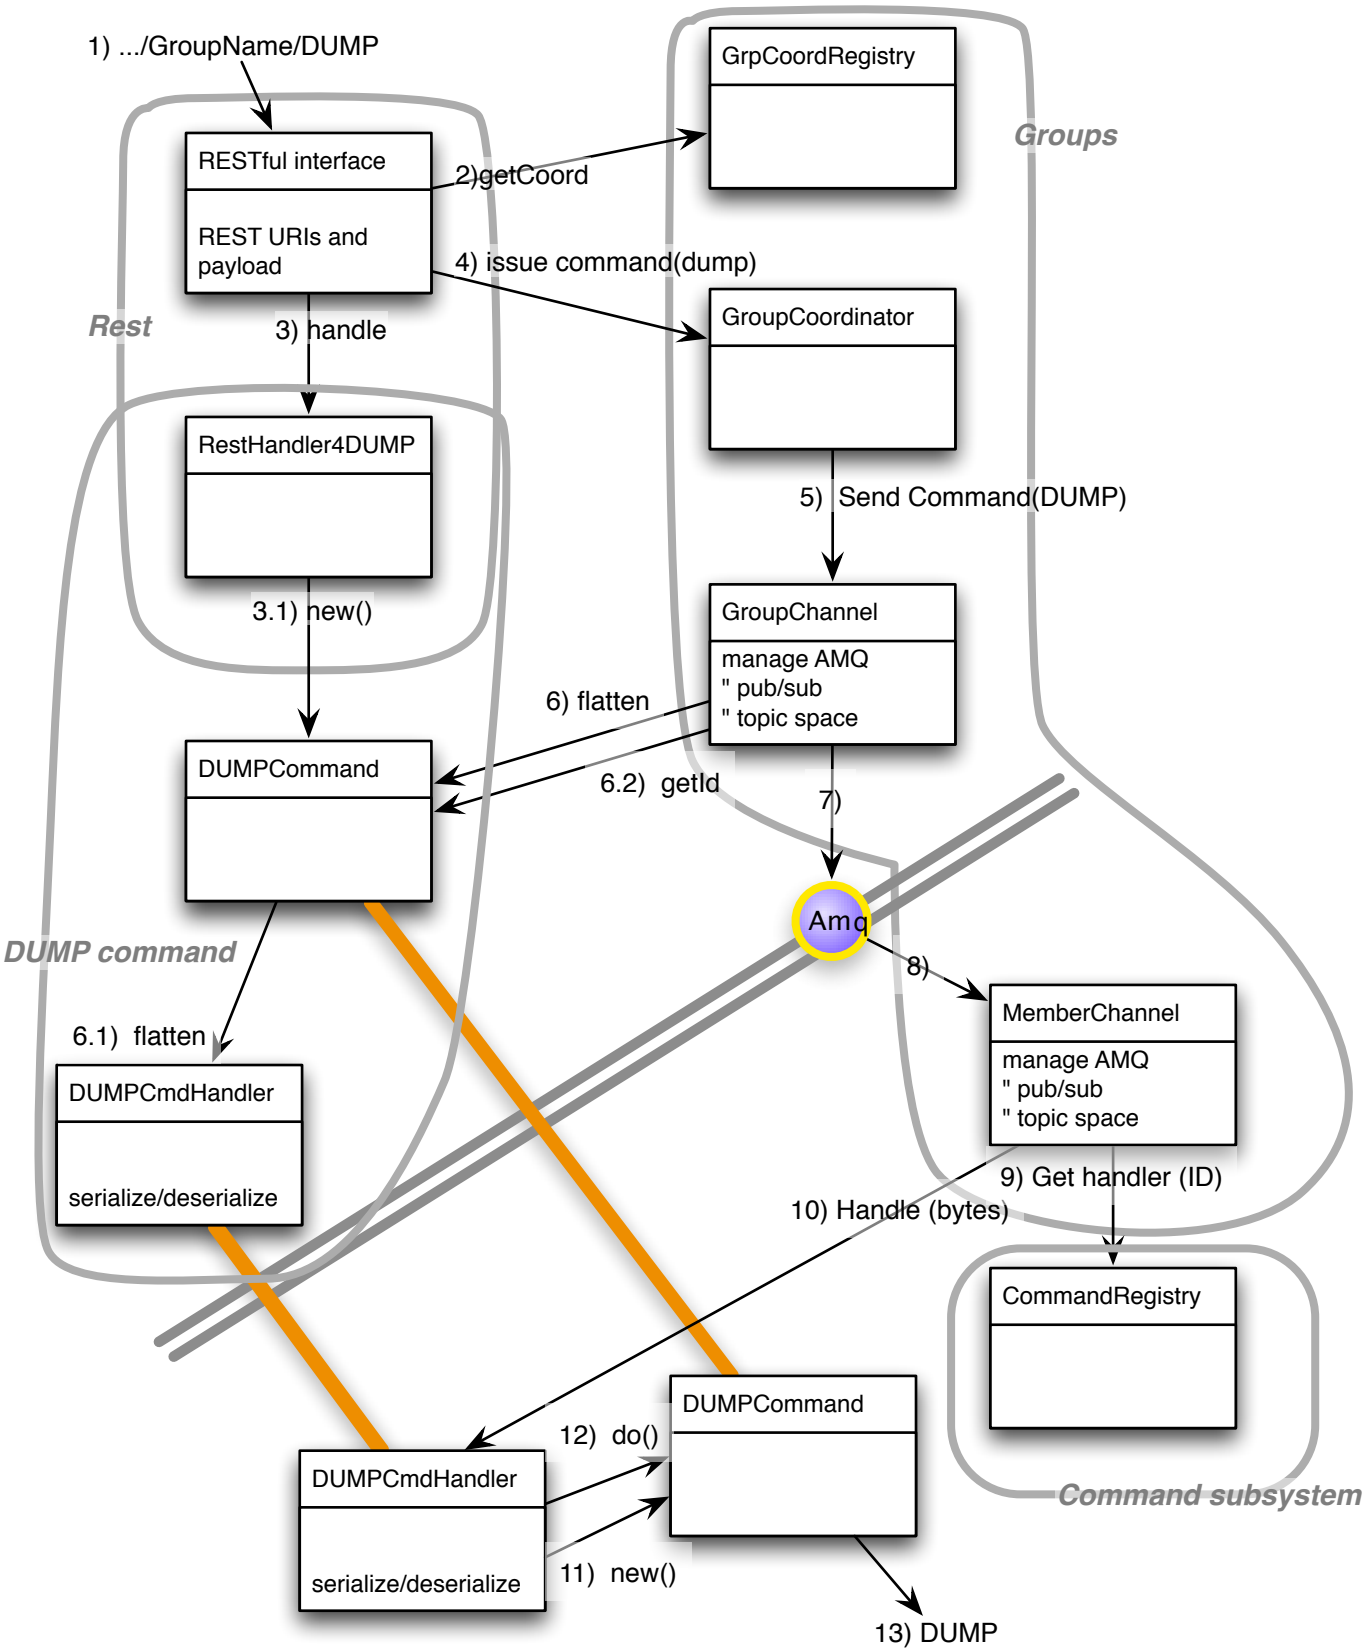 1) .../GroupName/DUMP
GrpCoordRegistry
Groups
RESTful interface
2)getCoord
REST URIs and
payload
4) issue command(dump)
GroupCoordinator
Rest
3) handle
RestHandler4DUMP
5)  Send Command(DUMP)
3.1) new()
GroupChannel
manage AMQ
" pub/sub
" topic space
6) flatten
DUMPCommand
6.2)  getId
7)
Amq
DUMP command
8)
MemberChannel
manage AMQ
" pub/sub
" topic space
6.1)  flatten
DUMPCmdHandler
serialize/deserialize
9) Get handler (ID)
10) Handle (bytes)
CommandRegistry
DUMPCommand
12)  do()
DUMPCmdHandler
Command subsystem
11)  new()
serialize/deserialize
13) DUMP